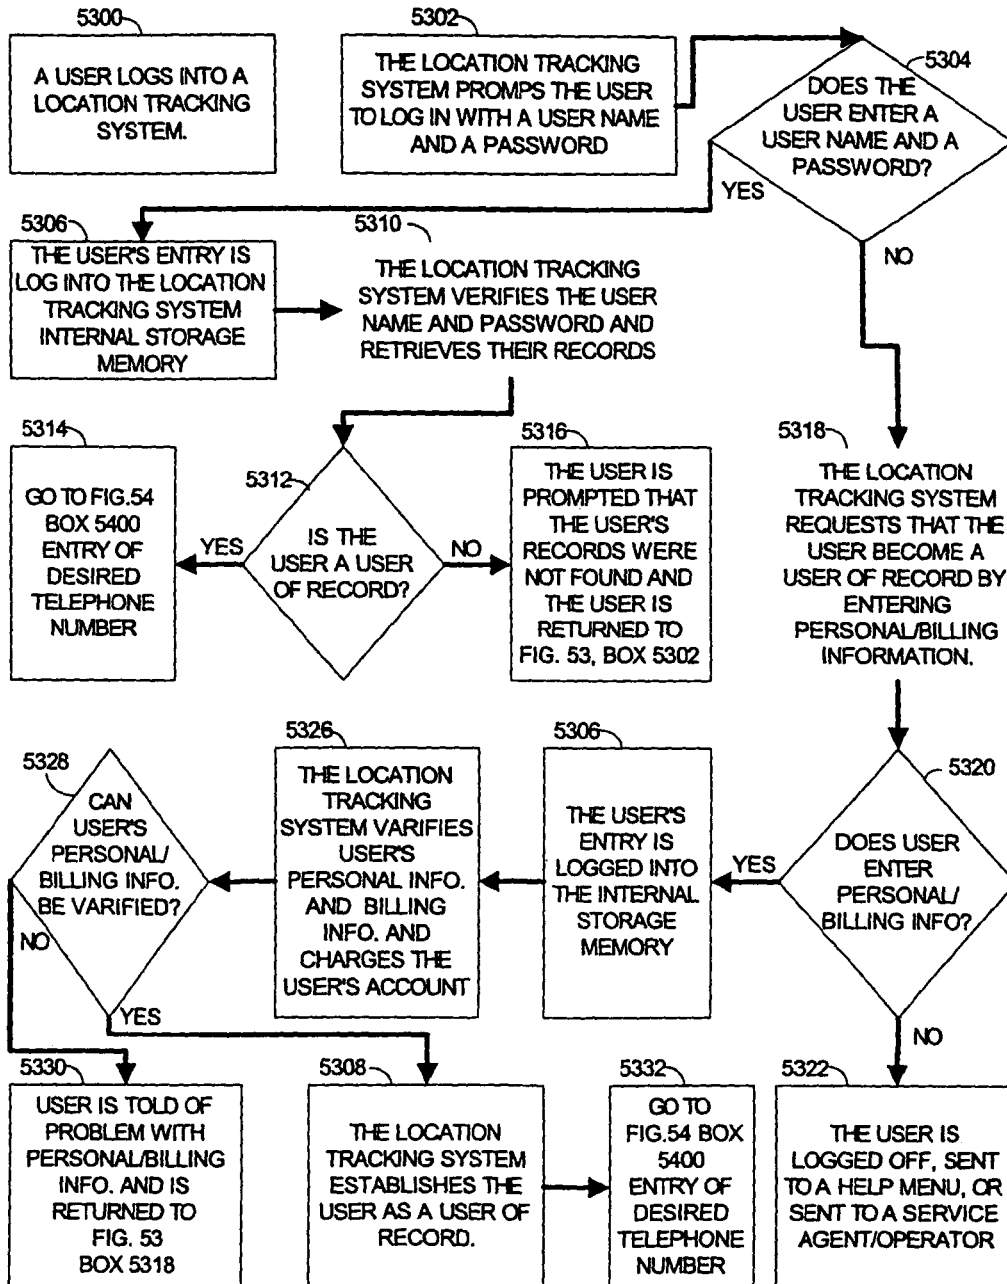 5300
A USER LOGS INTO A
LOCATION TRACKING
SYSTEM.
5302
THE LOCATION TRACKING
SYSTEM PROMPS THE USER
TO LOG IN WITH A USER NAME
AND A PASSWORD
5304
DOES THE
USER ENTER A
USER NAME AND A
PASSWORD?
YES
NO
5306
THE USER'S ENTRY IS
LOG INTO THE LOCATION
TRACKING SYSTEM
INTERNAL STORAGE
MEMORY
5310
THE LOCATION TRACKING
SYSTEM VERIFIES THE USER
NAME AND PASSWORD AND
RETRIEVES THEIR RECORDS
5314
GO TO FIG.54
BOX 5400
ENTRY OF
DESIRED
TELEPHONE
NUMBER
5312
IS THE
USER A USER
OF RECORD?
YES
NO
5316
THE USER IS
PROMPTED THAT
THE USER'S
RECORDS WERE
NOT FOUND AND
THE USER IS
RETURNED TO
FIG. 53, BOX 5302
5318
THE LOCATION
TRACKING SYSTEM
REQUESTS THAT THE
USER BECOME A
USER OF RECORD BY
ENTERING
PERSONAL/BILLING
INFORMATION.
5328
CAN
USER'S
PERSONAL/
BILLING INFO.
BE VARIFIED?
NO
YES
5326
THE LOCATION
TRACKING
SYSTEM VARIFIES
USER'S
PERSONAL INFO.
AND BILLING
INFO. AND
CHARGES THE
USER'S ACCOUNT
5306
THE USER'S
ENTRY IS
LOGGED INTO
THE INTERNAL
STORAGE
MEMORY
5320
DOES USER
ENTER
PERSONAL/
BILLING INFO?
YES
NO
5330
USER IS TOLD OF
PROBLEM WITH
PERSONAL/BILLING
INFO. AND IS
RETURNED TO
FIG. 53
BOX 5318
5308
THE LOCATION
TRACKING SYSTEM
ESTABLISHES THE
USER AS A USER OF
RECORD.
5332
GO TO
FIG.54 BOX
5400
ENTRY OF
DESIRED
TELEPHONE
NUMBER
5322
THE USER IS
LOGGED OFF, SENT
TO A HELP MENU, OR
SENT TO A SERVICE
AGENT/OPERATOR